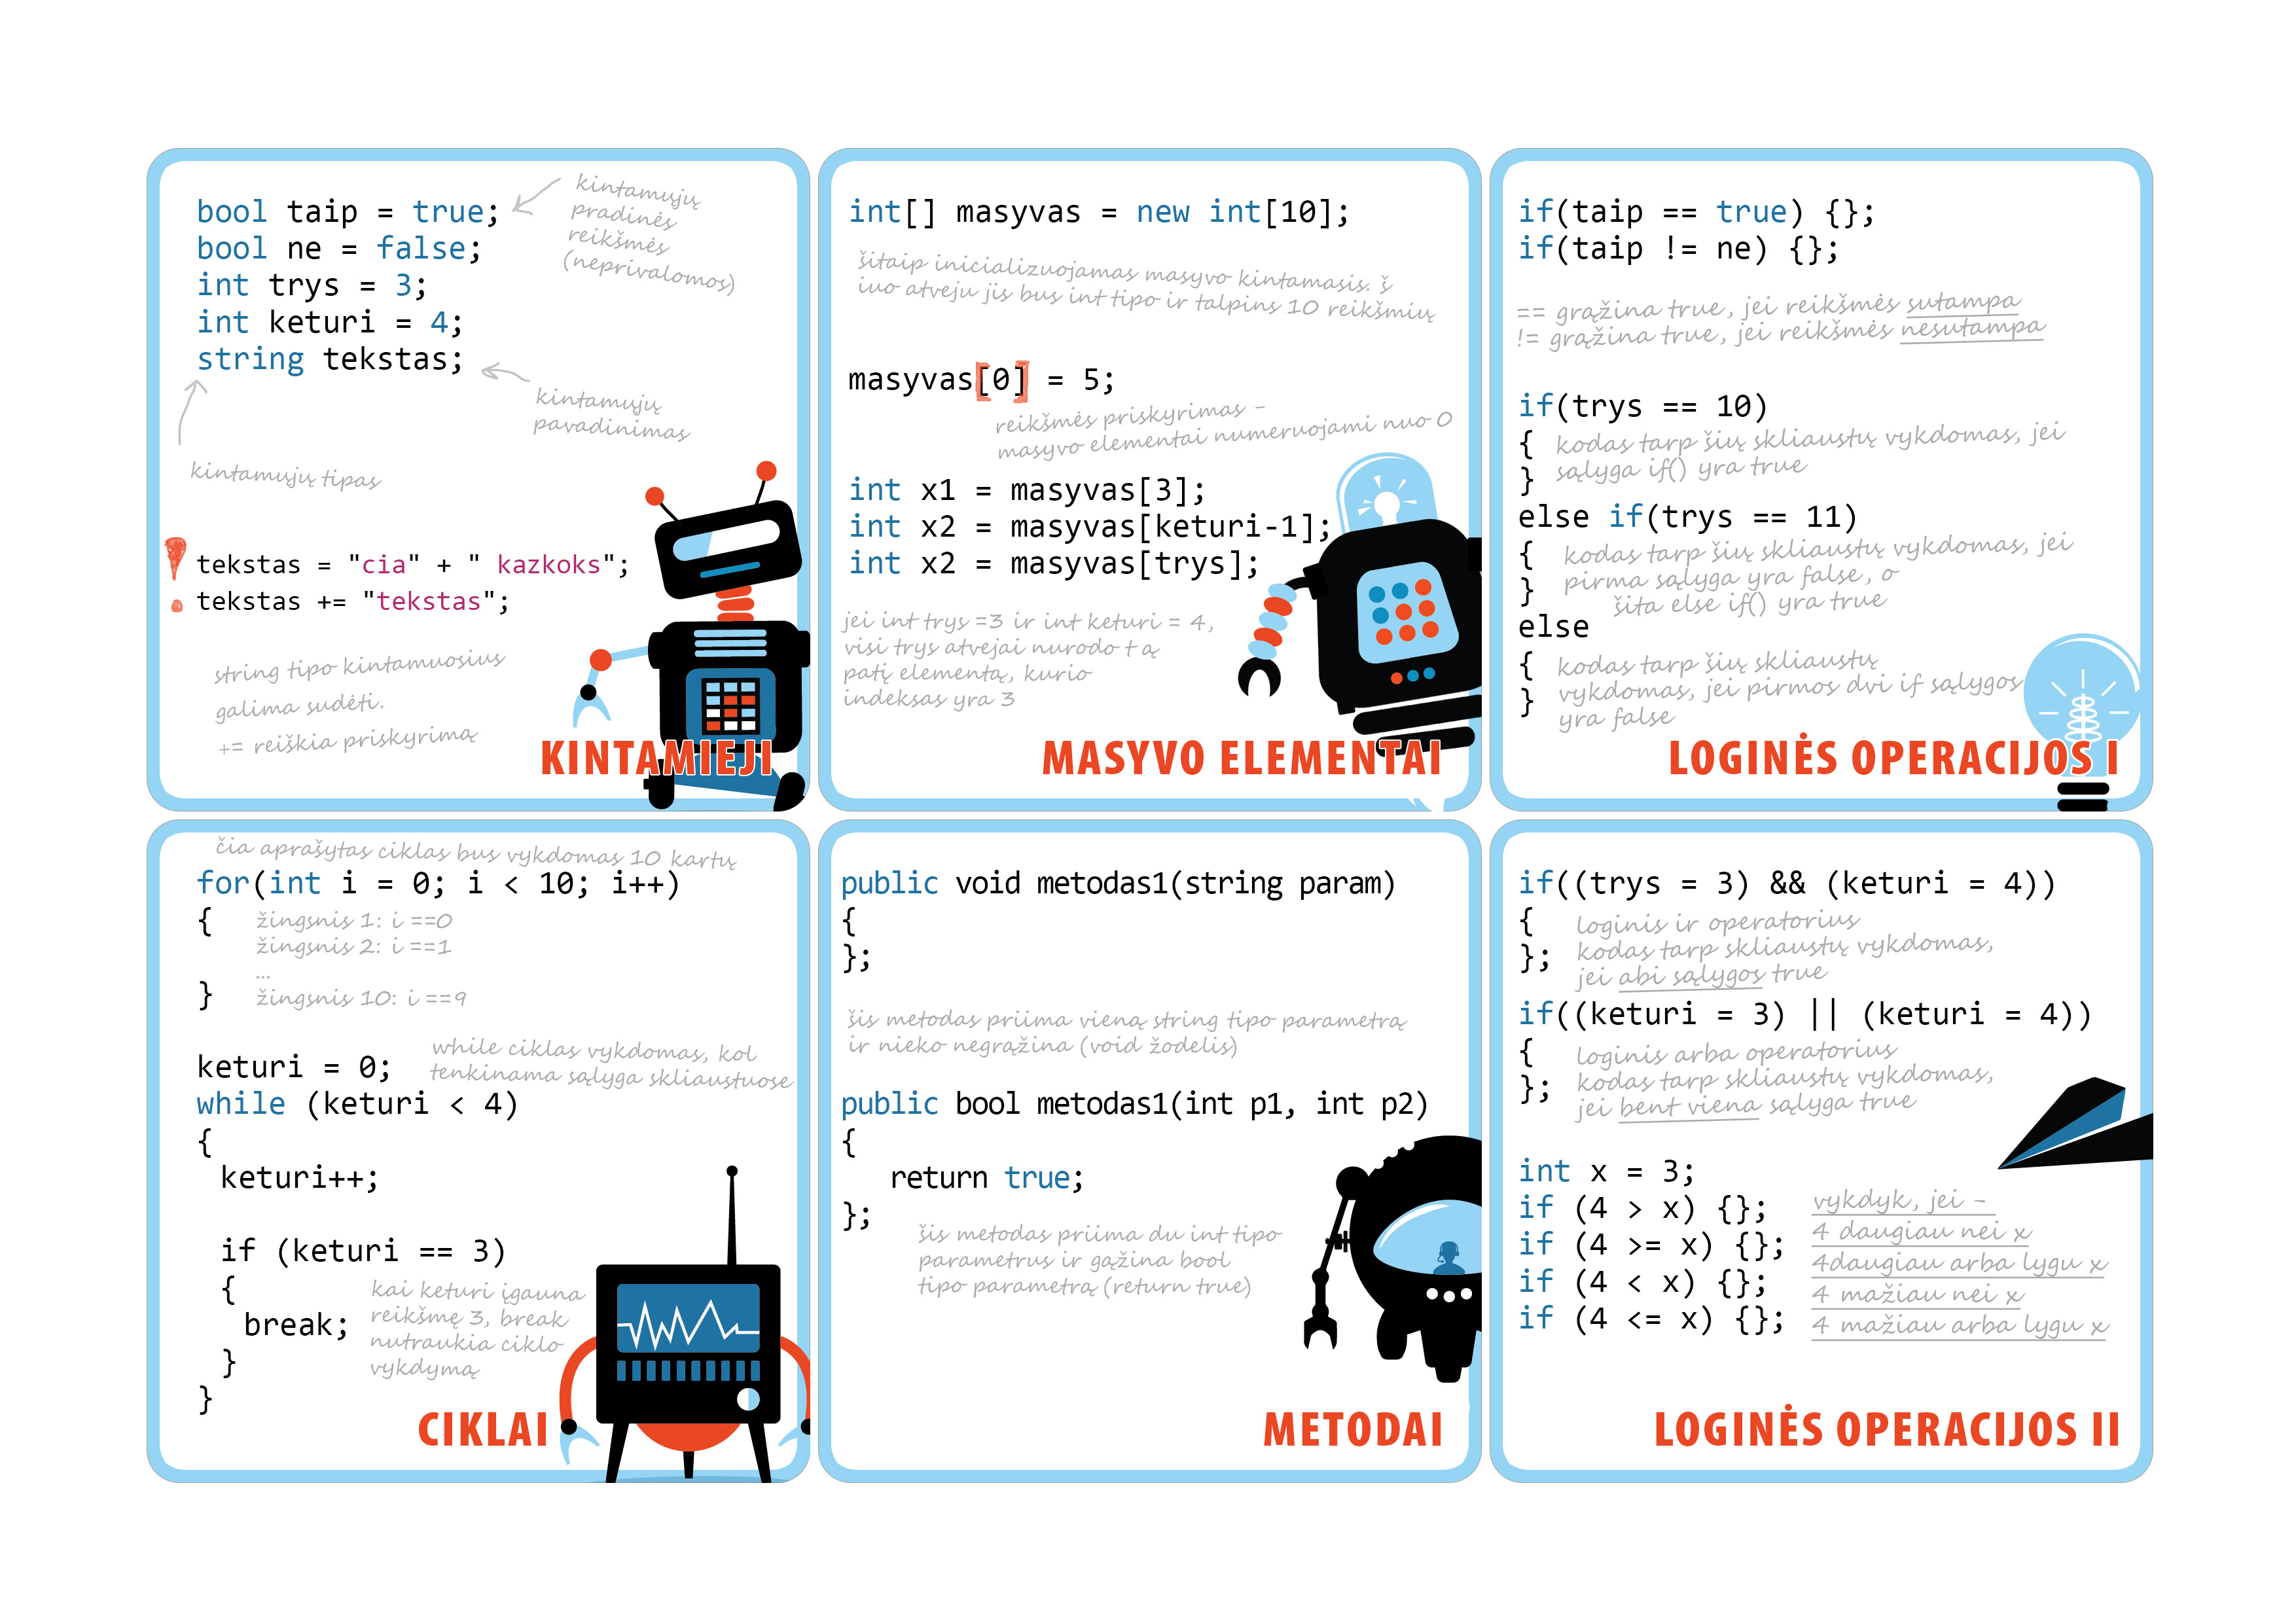 bool taip = true;
bool ne = false;
int trys = 3;
int keturi = 4;
string tekstas;
kintamųjų
pradinės
reikšmės
(neprivalomos)
kintamųjų
pavadinimas
kintamųjų tipas
! tekstas = "cia" + " kazkoks";
tekstas += "tekstas";
string tipo kintamuosius
galima sudėti.
+= reiškia priskyrimą
KINTAMIEJI
int[] masyvas = new int[10];
šitaip inicializuojamas masyvo kintamasis. š
iuo atveju jis bus int tipo ir talpins 10 reikšmių
masyvas[0] = 5;
reikšmės priskyrimas -
masyvo elementai numeruojami nuo 0
int x1 = masyvas[3];
int x2 = masyvas[keturi-1];
int x2 = masyvas[trys];
jei int trys =3 ir int keturi = 4,
visi trys atvejai nurodo t ą
patį elementą, kurio
indeksas yra 3
MASYVO ELEMENTAI
if(taip == true) {};
if(taip != ne) {};
== grąžina true, jei reikšmės sutampa
!= grąžina true, jei reikšmės nesutampa
if(trys == 10)
{ kodas tarp šių skliaustų vykdomas, jei
} sąlyga if() yra true
else if(trys == 11)
{ kodas tarp šių skliaustų vykdomas, jei
} pirma sąlyga yra false, o
šita else if() yra true
else
{ kodas tarp šių skliaustų
} vykdomas, jei pirmos dvi if sąlygos
yra false
LOGINĖS OPERACIJOS I
čia aprašytas ciklas bus vykdomas 10 kartų
for(int i = 0; i < 10; i++)
{ žingsnis 1: i ==0
žingsnis 2: i ==1
...
} žingsnis 10: i ==9
while ciklas vykdomas, kol
tenkinama sąlyga skliaustuose
keturi = 0;
while (keturi < 4)
{
keturi++;
if (keturi == 3)
{
break;
}
}
kai keturi įgauna
reikšmę 3, break
nutraukia ciklo
vykdymą
CIKLAI
public void metodas1(string param)
{
};
šis metodas priima vieną string tipo parametrą
ir nieko negrąžina (void žodelis)
public bool metodas1(int p1, int p2)
{
return true;
};
šis metodas priima du int tipo
parametrus ir gąžina bool
tipo parametrą (return true)
METODAI
if((trys = 3) && (keturi = 4))
{ loginis ir operatorius
}; kodas tarp skliaustų vykdomas,
jei abi sąlygos true
if((keturi = 3) || (keturi = 4))
{ loginis arba operatorius
}; kodas tarp skliaustų vykdomas,
jei bent viena sąlyga true
int x = 3;
if (4 > x) {};
if (4 >= x) {};
if (4 < x) {};
if (4 <= x) {};
vykdyk, jei -
4 daugiau nei x
4daugiau arba lygu x
4 mažiau nei x
4 mažiau arba lygu x
LOGINĖS OPERACIJOS II